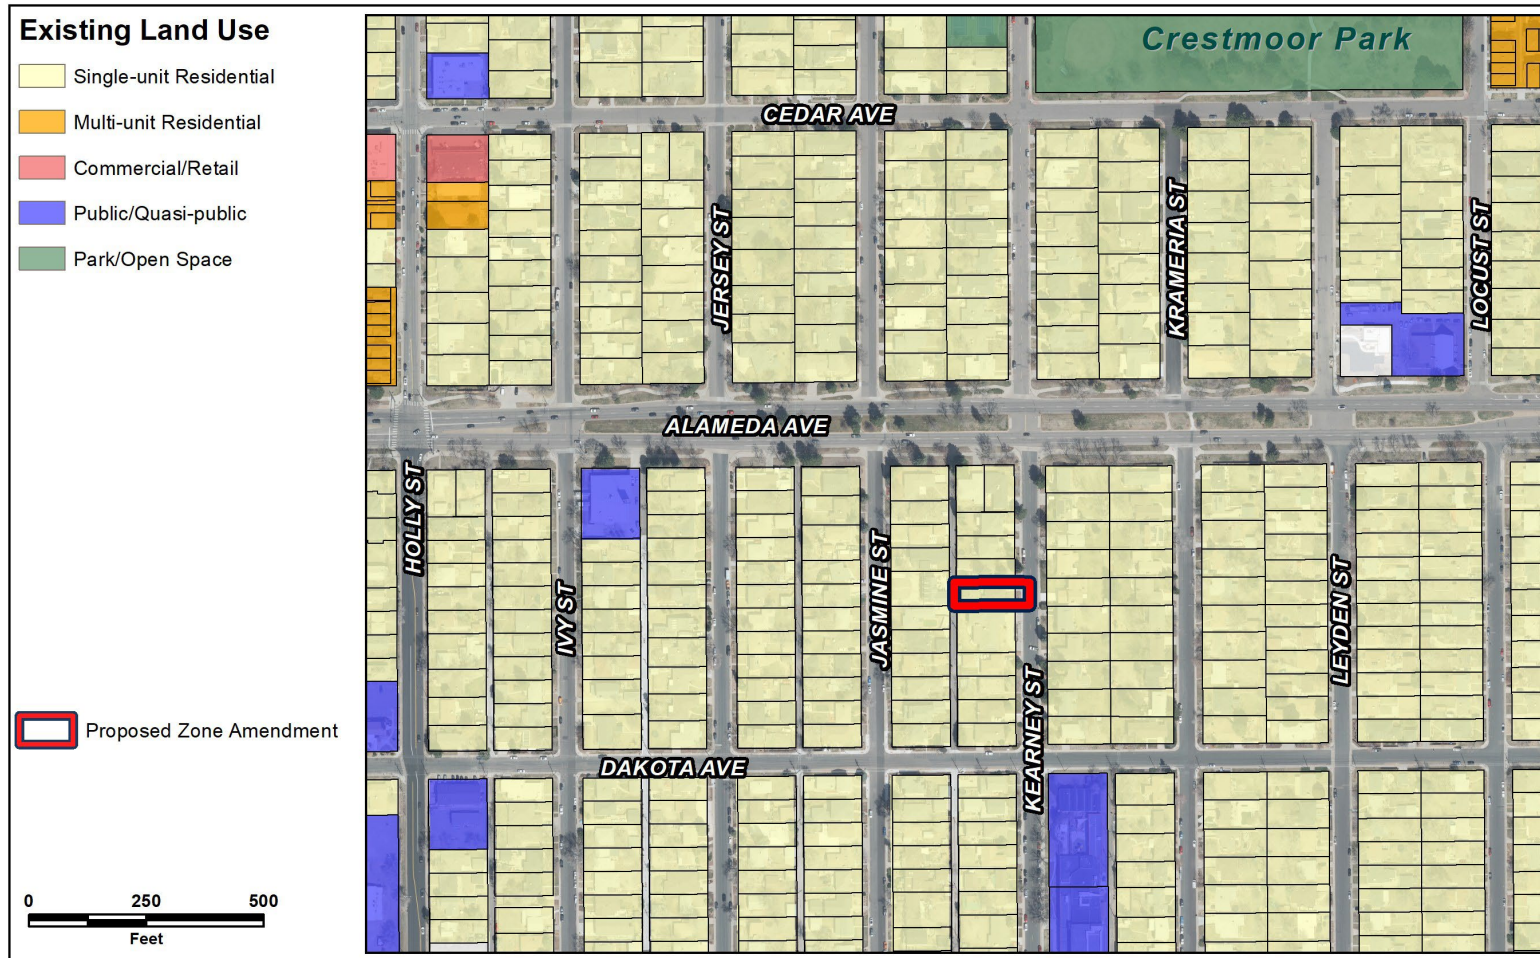 Existing Land Use
Single-unit Residential
Multi-unit Residential
Commercial/Retail
Public/Quasi-public
Park/Open Space
Proposed Zone Amendment
0 250 500
Feet
Crestmoor Park
CEDAR AVE
JERSEY ST
KRAMERIA ST
LOCUST ST
ALAMEDA AVE
HOLLY ST
IVY ST
JASMINE ST
LEYDEN ST
KEARNEY ST
DAKOTA AVE